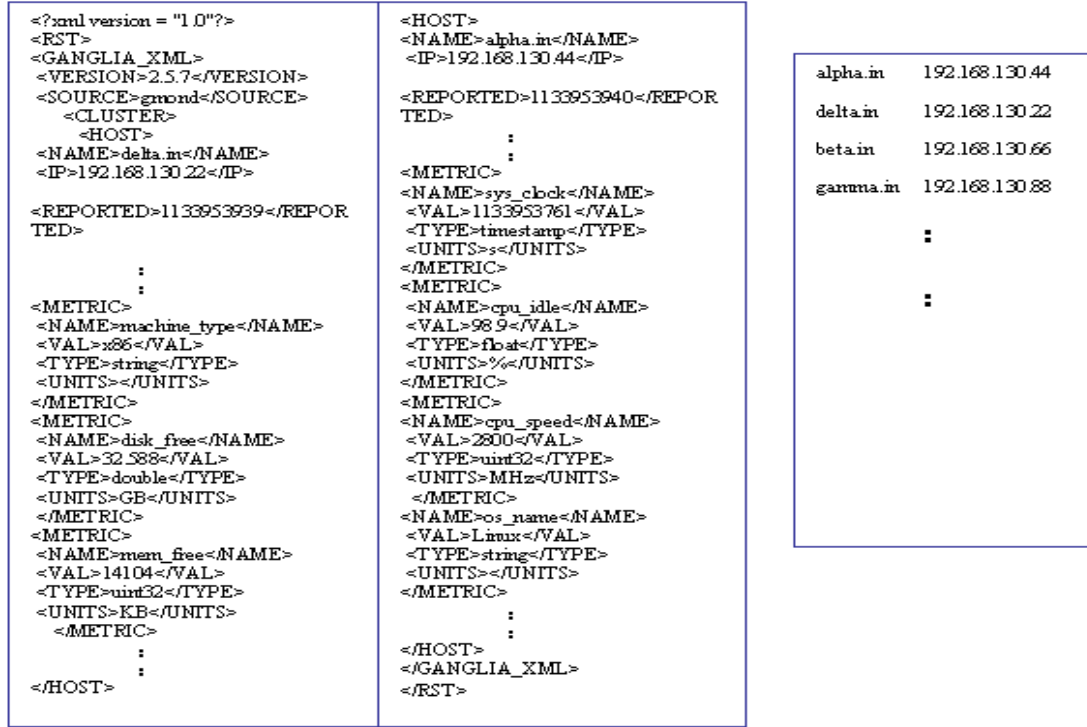 <?xml version = "1.0"?>
<RST>
<GANGLIA_XML>
<VERSION>2.5.7</VERSION>
<SOURCE>gmond</SOURCE>
<CLUSTER>
<HOST>
<NAME>delta.in</NAME>
<IP>192.168.130.22</IP>
<REPORTED>1133953939</REPOR
TED>
:
:
<METRIC>
<NAME>machine_type</NAME>
<VAL>x86</VAL>
<TYPE>string</TYPE>
<UNITS></UNITS>
</METRIC>
<METRIC>
<NAME>disk_free</NAME>
<VAL>32.588</VAL>
<TYPE>double</TYPE>
<UNITS>GB</UNITS>
</METRIC>
<METRIC>
<NAME>mem_free</NAME>
<VAL>14104</VAL>
<TYPE>uint32</TYPE>
<UNITS>KB</UNITS>
</METRIC>
:
:
</HOST>
<HOST>
<NAME>alpha.in</NAME>
<IP>192.168.130.44</IP>
<REPORTED>1133953940</REPOR
TED>
:
:
<METRIC>
<NAME>sys_clock</NAME>
<VAL>1133953761</VAL>
<TYPE>timestamp</TYPE>
<UNITS>s</UNITS>
</METRIC>
<METRIC>
<NAME>cpu_idle</NAME>
<VAL>98.9</VAL>
<TYPE>float</TYPE>
<UNITS>%</UNITS>
</METRIC>
<METRIC>
<NAME>cpu_speed</NAME>
<VAL>2800</VAL>
<TYPE>uint32</TYPE>
<UNITS>MHz</UNITS>
</METRIC>
<NAME>os_name</NAME>
<VAL>Linux</VAL>
<TYPE>string</TYPE>
<UNITS></UNITS>
</METRIC>
:
:
</HOST>
</GANGLIA_XML>
</RST>
alpha.in 192.168.130.44
delta.in 192.168.130.22
beta.in 192.168.130.66
gamma.in 192.168.130.88
:
: